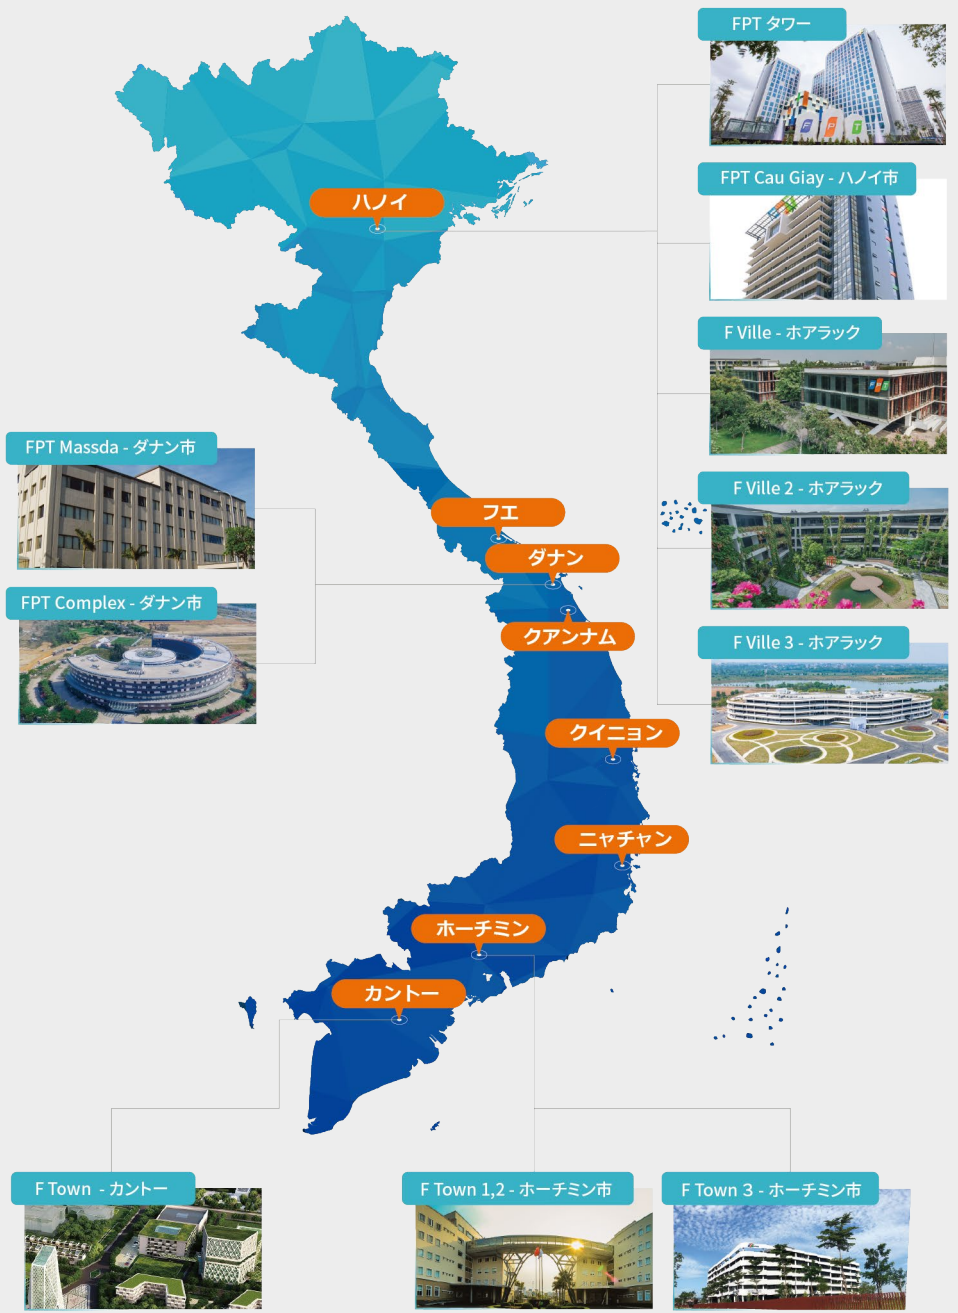 FPT タワー
FPT
FPT Cau Giay - ハノイ市
ハノイ
F Ville - ホアラック
FPT
FPT Massda - ダナン市
F Ville 2 - ホアラック
フエ
ダナン
FPT Complex - ダナン市
クアンナム
F Ville 3 - ホアラック
クイニョン
ニャチャン
ホーチミン
カントー
F Town - カントー
F Town 1,2 - ホーチミン市
F Town 3 - ホーチミン市